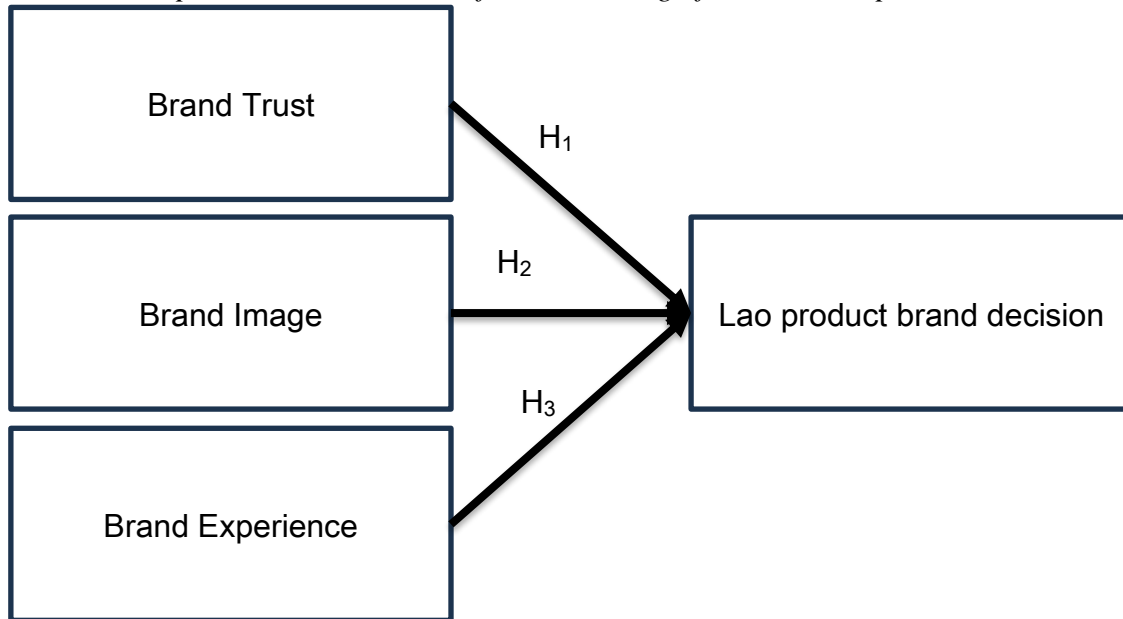 Brand Trust
H₁
Brand Image
H₂
Lao product brand decision
H₃
Brand Experience